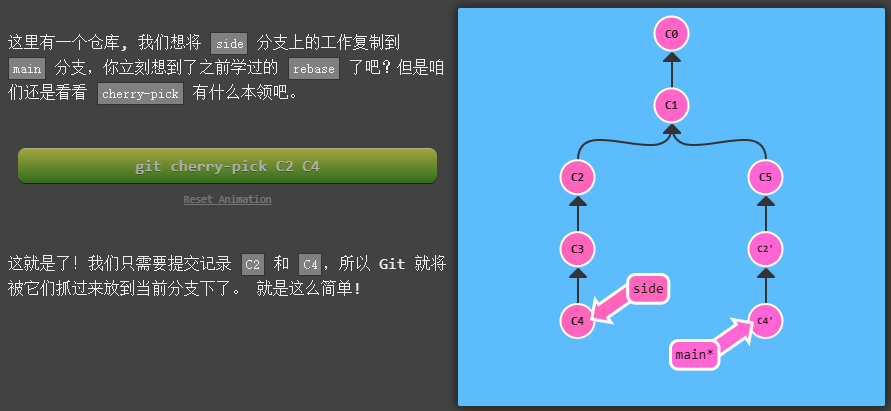 这里有一个仓库, 我们想将 side 分支上的工作复制到
main 分支，你立刻想到了之前学过的 rebase 了吧？但是咱
们还是看看 cherry-pick 有什么本领吧。
git cherry-pick C2 C4
Reset Animation
这就是了！我们只需要提交记录 C2 和 C4，所以 Git 就将
被它们抓过来放到当前分支下了。 就是这么简单!
C0
C1
C2
C5
C3
C2'
side
C4
C4'
main*